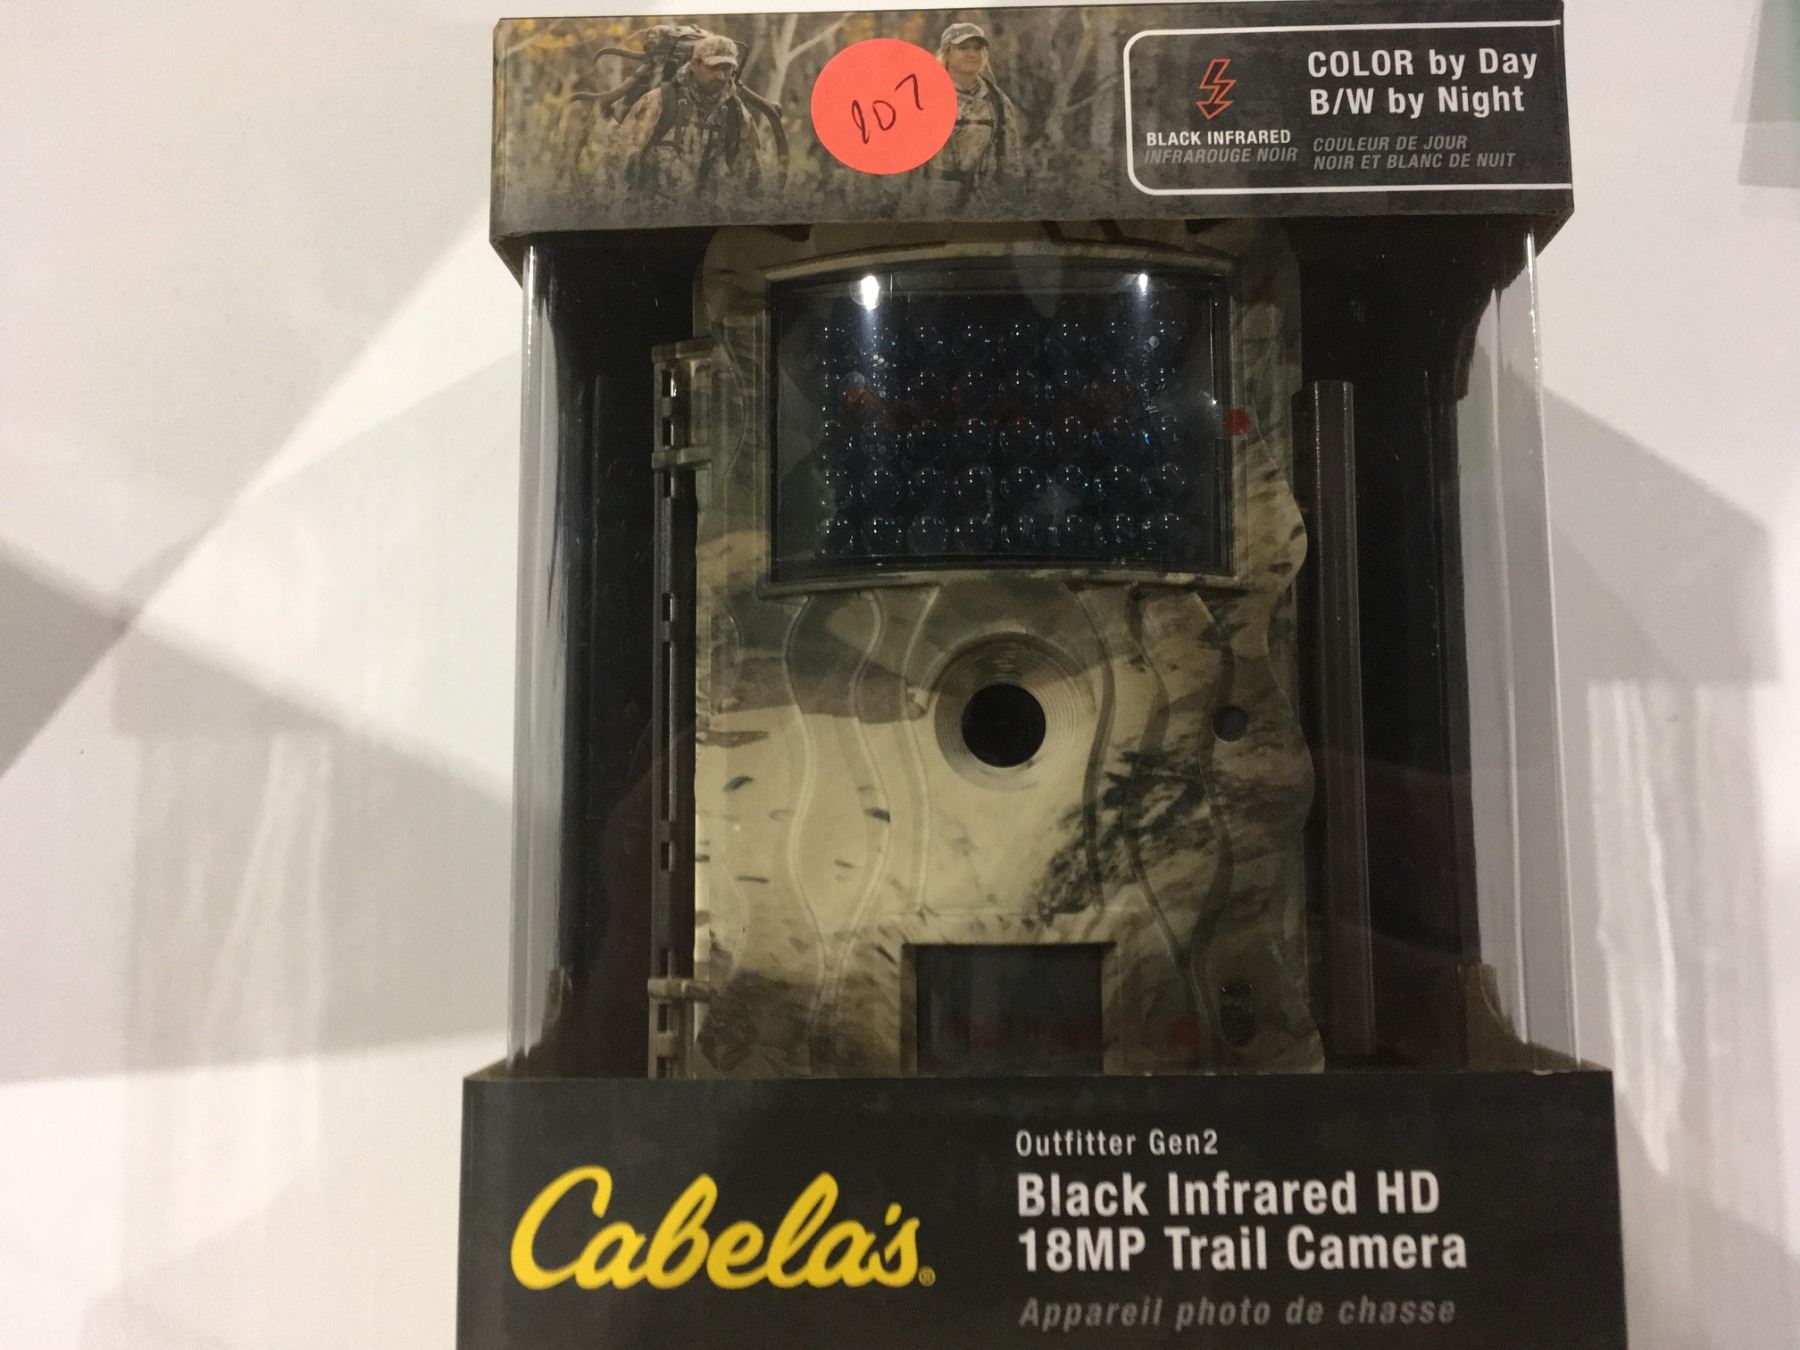 107
COLOR by Day
B/W by Night
BLACK INFRARED
INFRAROUGE NOIR
COULEUR DE JOUR
NOIR ET BLANC DE NUIT
Cabela's®
Outfitter Gen2
Black Infrared HD
18MP Trail Camera
Appareil photo de chasse